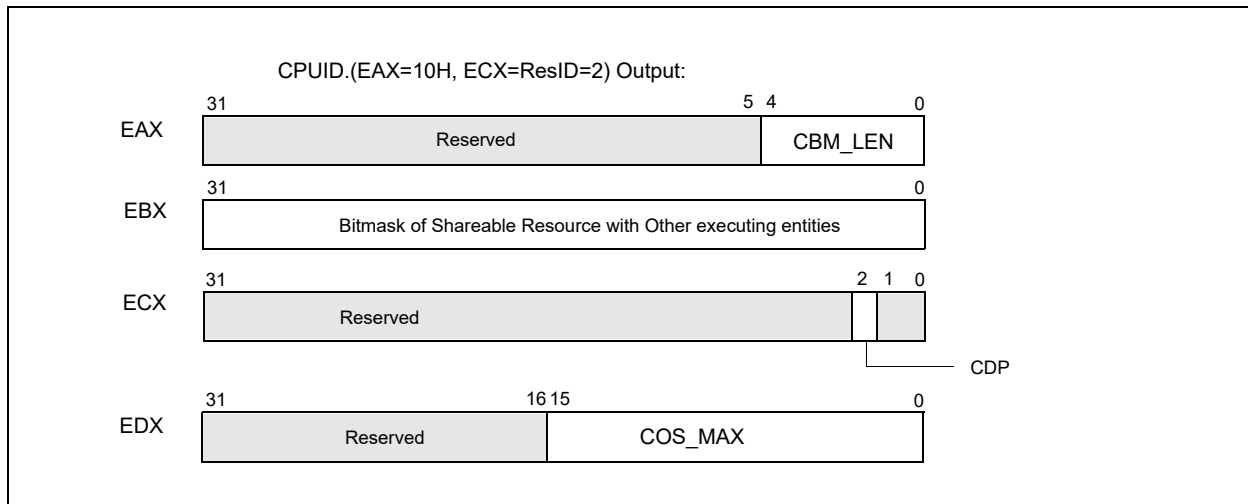 CPUID.(EAX=10H, ECX=ResID=2) Output:
31 5 4 0
EAX Reserved CBM_LEN
31 0
EBX Bitmask of Shareable Resource with Other executing entities
31 2 1 0
ECX Reserved
CDP
31 16 15 0
EDX Reserved COS_MAX